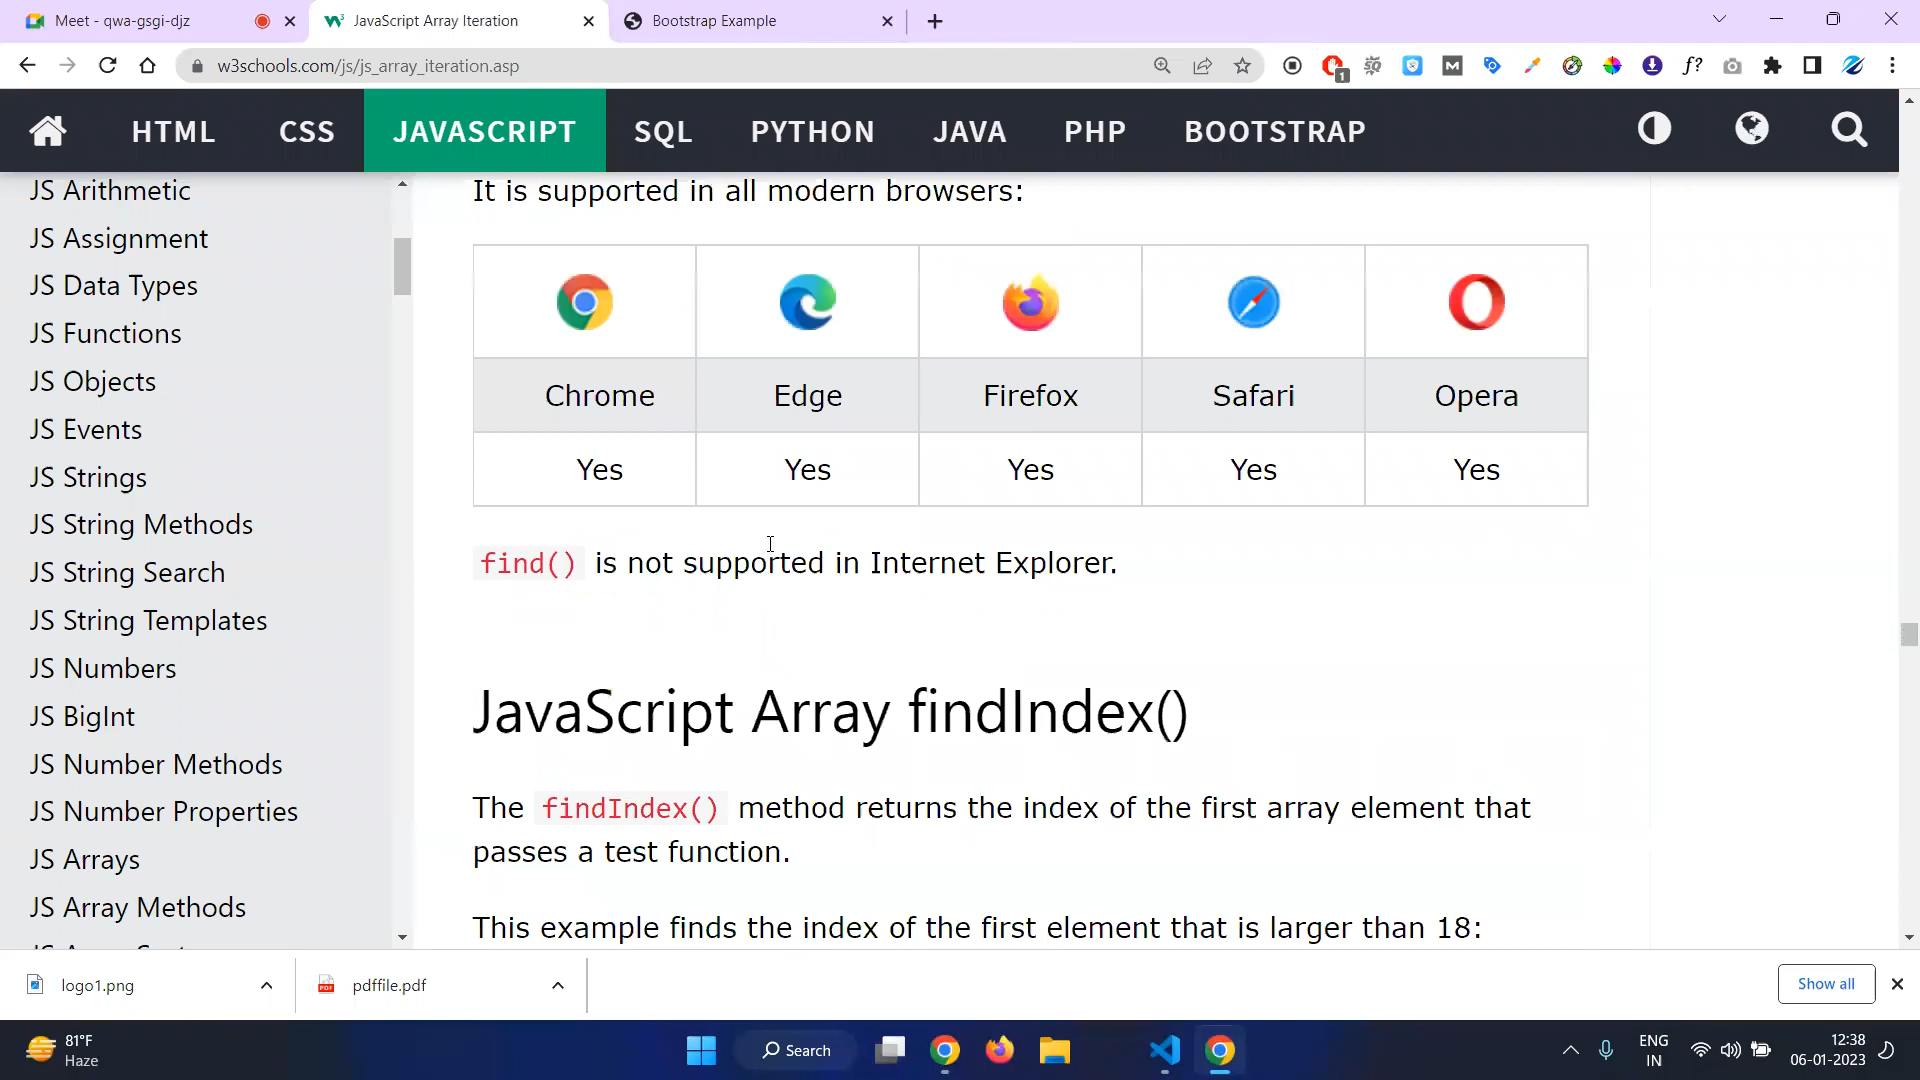 Meet - qwa-gsgi-djz
JavaScript Array Iteration
Bootstrap Example
w3schools.com/js/js_array_iteration.asp
1
SQ
M
f?
HTML
CSS
JAVASCRIPT
SQL
PYTHON
JAVA
PHP
BOOTSTRAP
JS Arithmetic
JS Assignment
JS Data Types
JS Functions
JS Objects
JS Events
JS Strings
JS String Methods
JS String Search
JS String Templates
JS Numbers
JS BigInt
JS Number Methods
JS Number Properties
JS Arrays
JS Array Methods
It is supported in all modern browsers:
Chrome Edge Firefox Safari Opera
Yes Yes Yes Yes Yes
find() is not supported in Internet Explorer.
JavaScript Array findIndex()
The findIndex() method returns the index of the first array element that
passes a test function.
This example finds the index of the first element that is larger than 18:
logo1.png
pdffile.pdf
Show all
81°F
Haze
Search
ENG
IN
12:38
06-01-2023